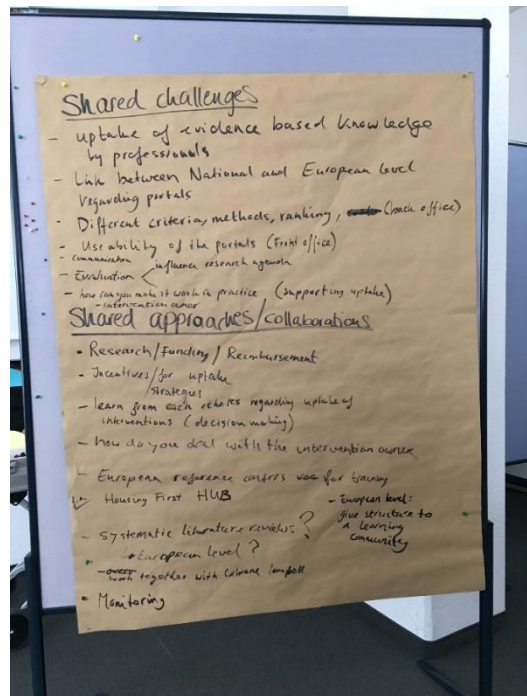 Shared challenges
- uptake of evidence based knowledge
by professionals
- Link between National and European level
regarding portals
- Different criteria, methods, ranking, (back office)
- Useability of the portals (Front office)
communication
influence research agenda
- Evaluation <
- how can you make it work in practice (supporting uptake)
- intervention owner
Shared approaches/collaborations
- Research/funding/Reimbursement
- Incentives/for uptake
strategies
- learn from each others regarding uptake of
interventions (decision making)
- how do you deal with the intervention owner
- European reference centres for training
Housing First HUB
- European level:
give structure to
a learning
community
- Systematic literature reviews?
European level?
- work together with
- Monitoring